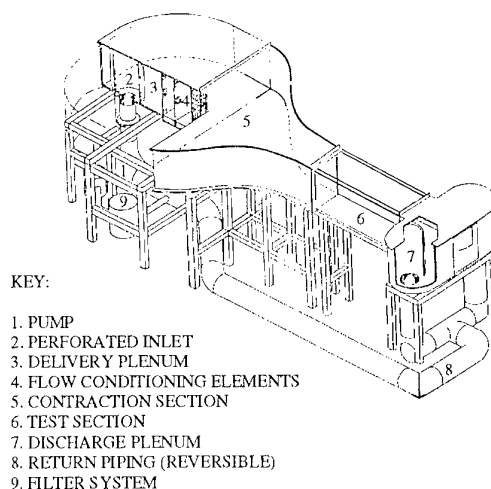 2
3
4
5
9
6
7
8
KEY:
1. PUMP
2. PERFORATED INLET
3. DELIVERY PLENUM
4. FLOW CONDITIONING ELEMENTS
5. CONTRACTION SECTION
6. TEST SECTION
7. DISCHARGE PLENUM
8. RETURN PIPING (REVERSIBLE)
9. FILTER SYSTEM